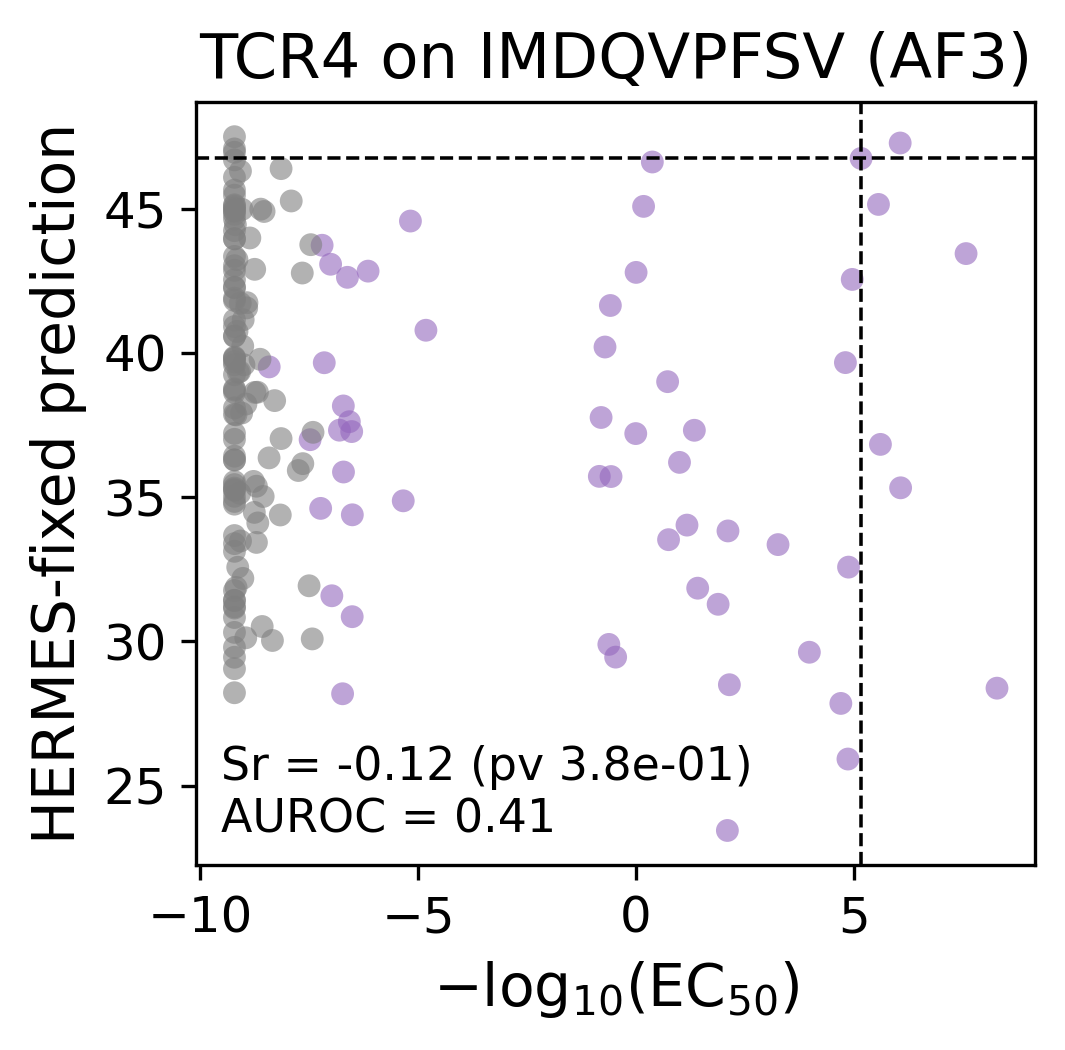 TCR4 on IMDQVPFSV (AF3)
HERMES-fixed prediction
45
40
35
30
25
Sr = -0.12 (pv 3.8e-01)
AUROC = 0.41
−10 −5 0 5
−log₁₀(EC₅₀)